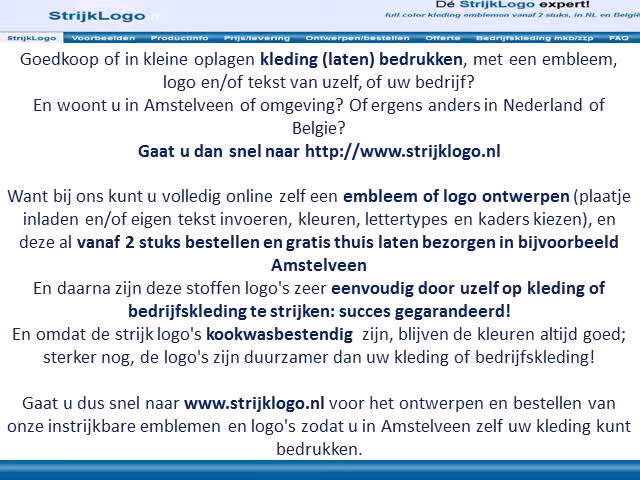 StrijkLogo
Dé StrijkLogo expert!
full color kleding emblemen vanaf 2 stuks, in NL en België
StrijkLogo Voorbeelden Productinfo Prijs/levering Ontwerpen/bestellen Offerte Bedrijfskleding mkb/zzp FAQ
Goedkoop of in kleine oplagen kleding (laten) bedrukken, met een embleem,
logo en/of tekst van uzelf, of uw bedrijf?
En woont u in Amstelveen of omgeving? Of ergens anders in Nederland of
Belgie?
Gaat u dan snel naar http://www.strijklogo.nl
Want bij ons kunt u volledig online zelf een embleem of logo ontwerpen (plaatje
inladen en/of eigen tekst invoeren, kleuren, lettertypes en kaders kiezen), en
deze al vanaf 2 stuks bestellen en gratis thuis laten bezorgen in bijvoorbeeld
Amstelveen
En daarna zijn deze stoffen logo's zeer eenvoudig door uzelf op kleding of
bedrijfskleding te strijken: succes gegarandeerd!
En omdat de strijk logo's kookwasbestendig zijn, blijven de kleuren altijd goed;
sterker nog, de logo's zijn duurzamer dan uw kleding of bedrijfskleding!
Gaat u dus snel naar www.strijklogo.nl voor het ontwerpen en bestellen van
onze instrijkbare emblemen en logo's zodat u in Amstelveen zelf uw kleding kunt
bedrukken.